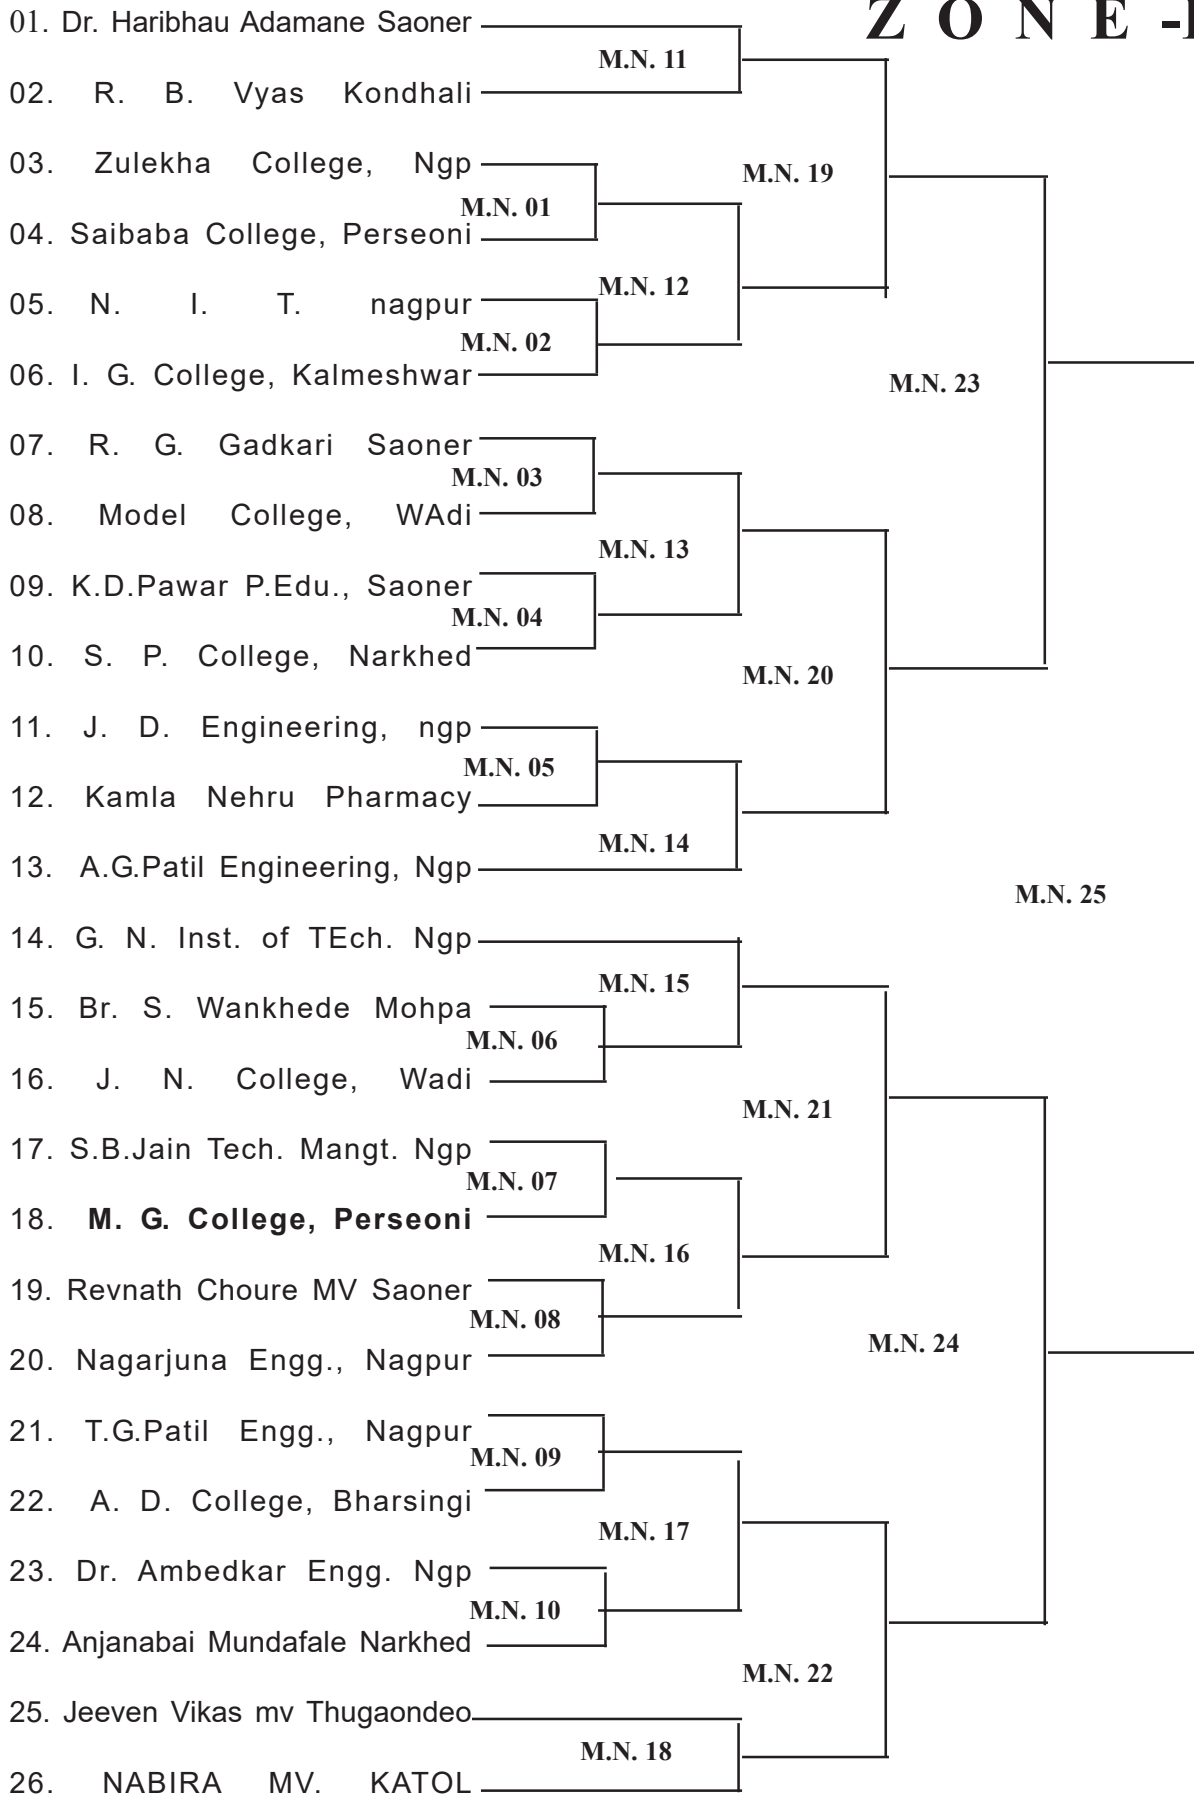 Z O N E -I
01. Dr. Haribhau Adamane Saoner
M.N. 11
02. R. B. Vyas Kondhali
03. Zulekha College, Ngp
M.N. 19
M.N. 01
04. Saibaba College, Perseoni
M.N. 12
05. N. I. T. nagpur
M.N. 02
06. I. G. College, Kalmeshwar
M.N. 23
07. R. G. Gadkari Saoner
M.N. 03
08. Model College, WAdi
M.N. 13
09. K.D.Pawar P.Edu., Saoner
M.N. 04
10. S. P. College, Narkhed
M.N. 20
11. J. D. Engineering, ngp
M.N. 05
12. Kamla Nehru Pharmacy
M.N. 14
13. A.G.Patil Engineering, Ngp
M.N. 25
14. G. N. Inst. of TEch. Ngp
M.N. 15
15. Br. S. Wankhede Mohpa
M.N. 06
16. J. N. College, Wadi
M.N. 21
17. S.B.Jain Tech. Mangt. Ngp
M.N. 07
18. M. G. College, Perseoni
M.N. 16
19. Revnath Choure MV Saoner
M.N. 08
M.N. 24
20. Nagarjuna Engg., Nagpur
21. T.G.Patil Engg., Nagpur
M.N. 09
22. A. D. College, Bharsingi
M.N. 17
23. Dr. Ambedkar Engg. Ngp
M.N. 10
24. Anjanabai Mundafale Narkhed
M.N. 22
25. Jeeven Vikas mv Thugaondeo
M.N. 18
26. NABIRA MV. KATOL